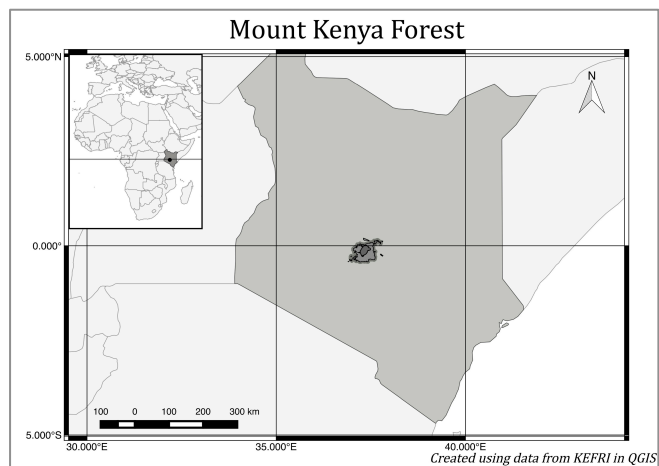 Mount Kenya Forest
5.000°N
N
0.000°
100 0 100 200 300 km
5.000°S
30.000°E 35.000°E 40.000°E
Created using data from KEFRI in QGIS